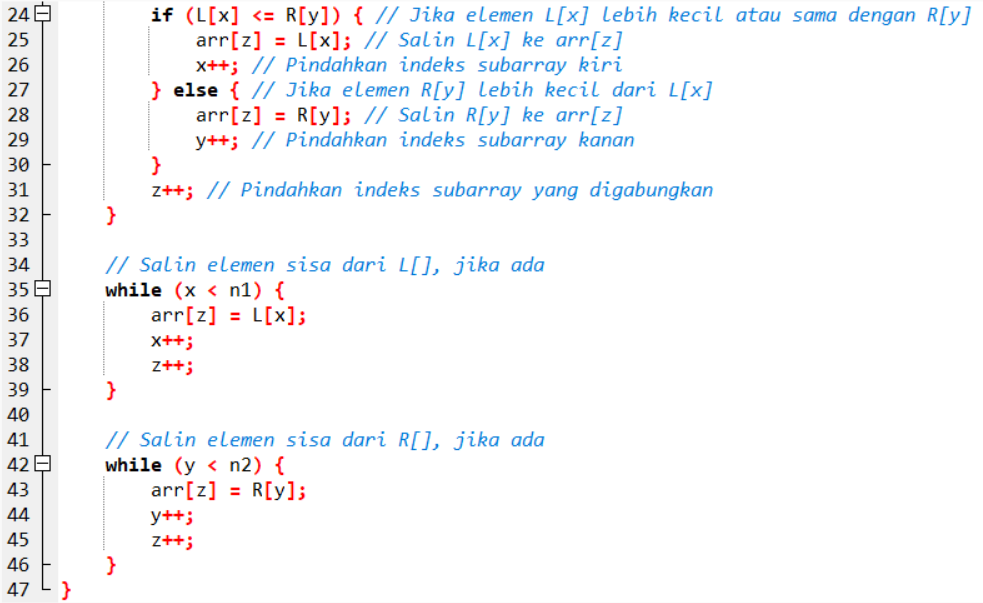 24 if (L[x] <= R[y]) { // Jika elemen L[x] lebih kecil atau sama dengan R[y]
25 arr[z] = L[x]; // Salin L[x] ke arr[z]
26 x++; // Pindahkan indeks subarray kiri
27 } else { // Jika elemen R[y] lebih kecil dari L[x]
28 arr[z] = R[y]; // Salin R[y] ke arr[z]
29 y++; // Pindahkan indeks subarray kanan
30 }
31 z++; // Pindahkan indeks subarray yang digabungkan
32 }
33
34 // Salin elemen sisa dari L[], jika ada
35 while (x < n1) {
36 arr[z] = L[x];
37 x++;
38 z++;
39 }
40
41 // Salin elemen sisa dari R[], jika ada
42 while (y < n2) {
43 arr[z] = R[y];
44 y++;
45 z++;
46 }
47 }